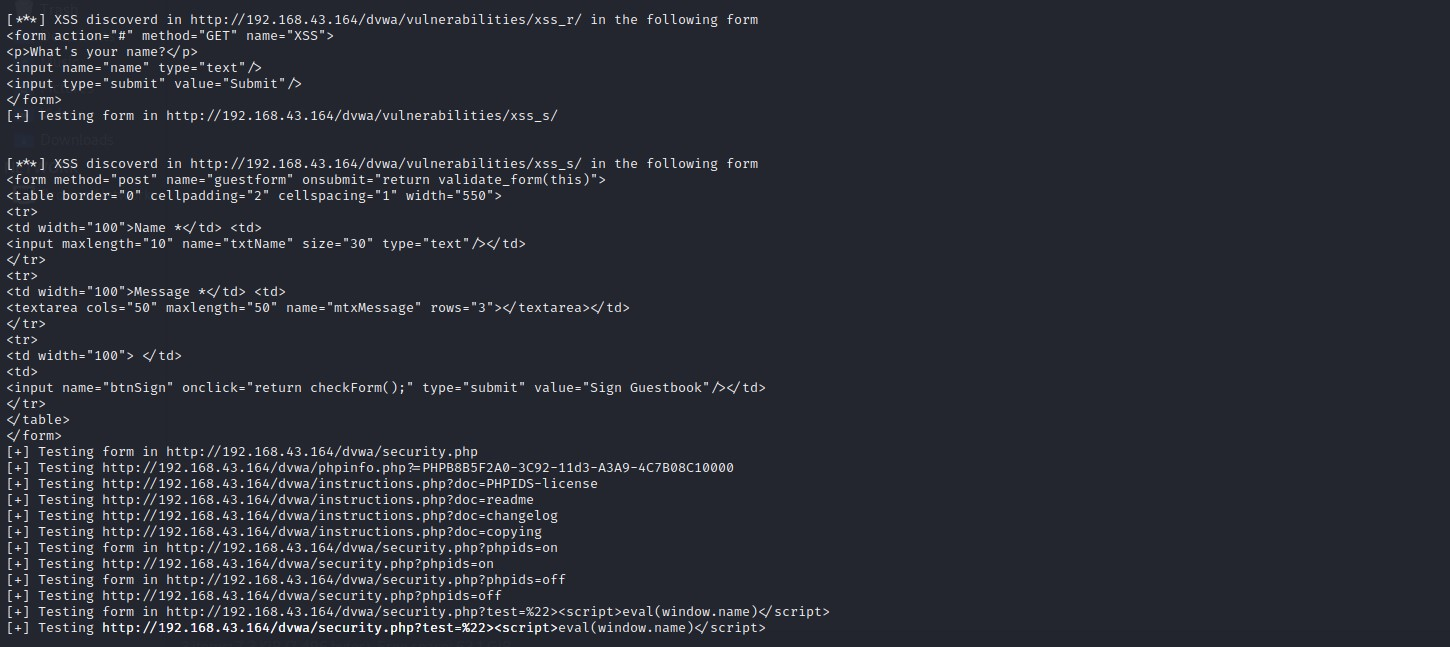 [***] XSS discoverd in http://192.168.43.164/dvwa/vulnerabilities/xss_r/ in the following form
<form action="#" method="GET" name="XSS">
<p>What's your name?</p>
<input name="name" type="text"/>
<input type="submit" value="Submit"/>
</form>
[+] Testing form in http://192.168.43.164/dvwa/vulnerabilities/xss_s/
Downloads
[***] XSS discoverd in http://192.168.43.164/dvwa/vulnerabilities/xss_s/ in the following form
<form method="post" name="guestform" onsubmit="return validate_form(this)">
<table border="0" cellpadding="2" cellspacing="1" width="550">
<tr>
<td width="100">Name *</td> <td>
<input maxlength="10" name="txtName" size="30" type="text"/></td>
</tr>
<tr>
<td width="100">Message *</td> <td>
<textarea cols="50" maxlength="50" name="mtxMessage" rows="3"></textarea></td>
</tr>
<tr>
<td width="100"> </td>
<td>
<input name="btnSign" onclick="return checkForm();" type="submit" value="Sign Guestbook"/></td>
</tr>
</table>
</form>
[+] Testing form in http://192.168.43.164/dvwa/security.php
[+] Testing http://192.168.43.164/dvwa/phpinfo.php?=PHPB8B5F2A0-3C92-11d3-A3A9-4C7B08C10000
[+] Testing http://192.168.43.164/dvwa/instructions.php?doc=PHPIDS-license
[+] Testing http://192.168.43.164/dvwa/instructions.php?doc=readme
[+] Testing http://192.168.43.164/dvwa/instructions.php?doc=changelog
[+] Testing http://192.168.43.164/dvwa/instructions.php?doc=copying
[+] Testing form in http://192.168.43.164/dvwa/security.php?phpids=on
[+] Testing http://192.168.43.164/dvwa/security.php?phpids=on
[+] Testing form in http://192.168.43.164/dvwa/security.php?phpids=off
[+] Testing http://192.168.43.164/dvwa/security.php?phpids=off
[+] Testing form in http://192.168.43.164/dvwa/security.php?test=%22><script>eval(window.name)</script>
[+] Testing http://192.168.43.164/dvwa/security.php?test=%22><script>eval(window.name)</script>